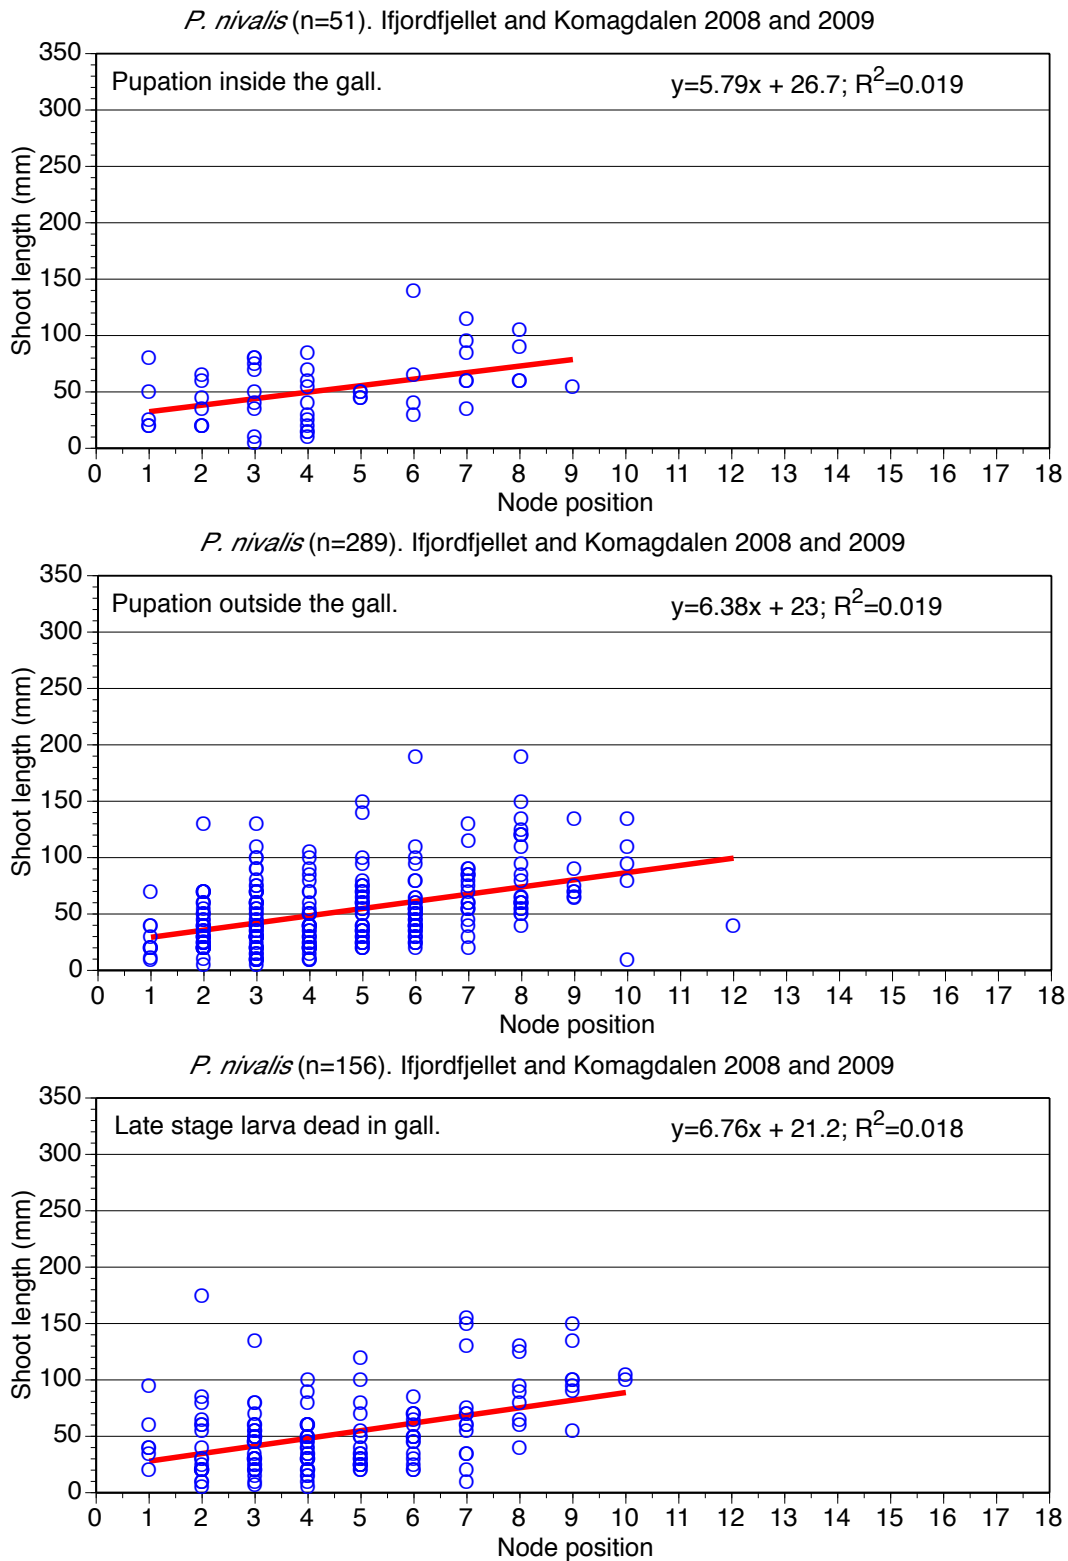 P. nivalis (n=51). Ifjordfjellet and Komagdalen 2008 and 2009
350
300
250
200
150
100
50
0
Shoot length (mm)
Pupation inside the gall.
y=5.79x + 26.7; R²=0.019
0 1 2 3 4 5 6 7 8 9 10 11 12 13 14 15 16 17 18
Node position
P. nivalis (n=289). Ifjordfjellet and Komagdalen 2008 and 2009
350
300
250
200
150
100
50
0
Shoot length (mm)
Pupation outside the gall.
y=6.38x + 23; R²=0.019
0 1 2 3 4 5 6 7 8 9 10 11 12 13 14 15 16 17 18
Node position
P. nivalis (n=156). Ifjordfjellet and Komagdalen 2008 and 2009
350
300
250
200
150
100
50
0
Shoot length (mm)
Late stage larva dead in gall.
y=6.76x + 21.2; R²=0.018
0 1 2 3 4 5 6 7 8 9 10 11 12 13 14 15 16 17 18
Node position